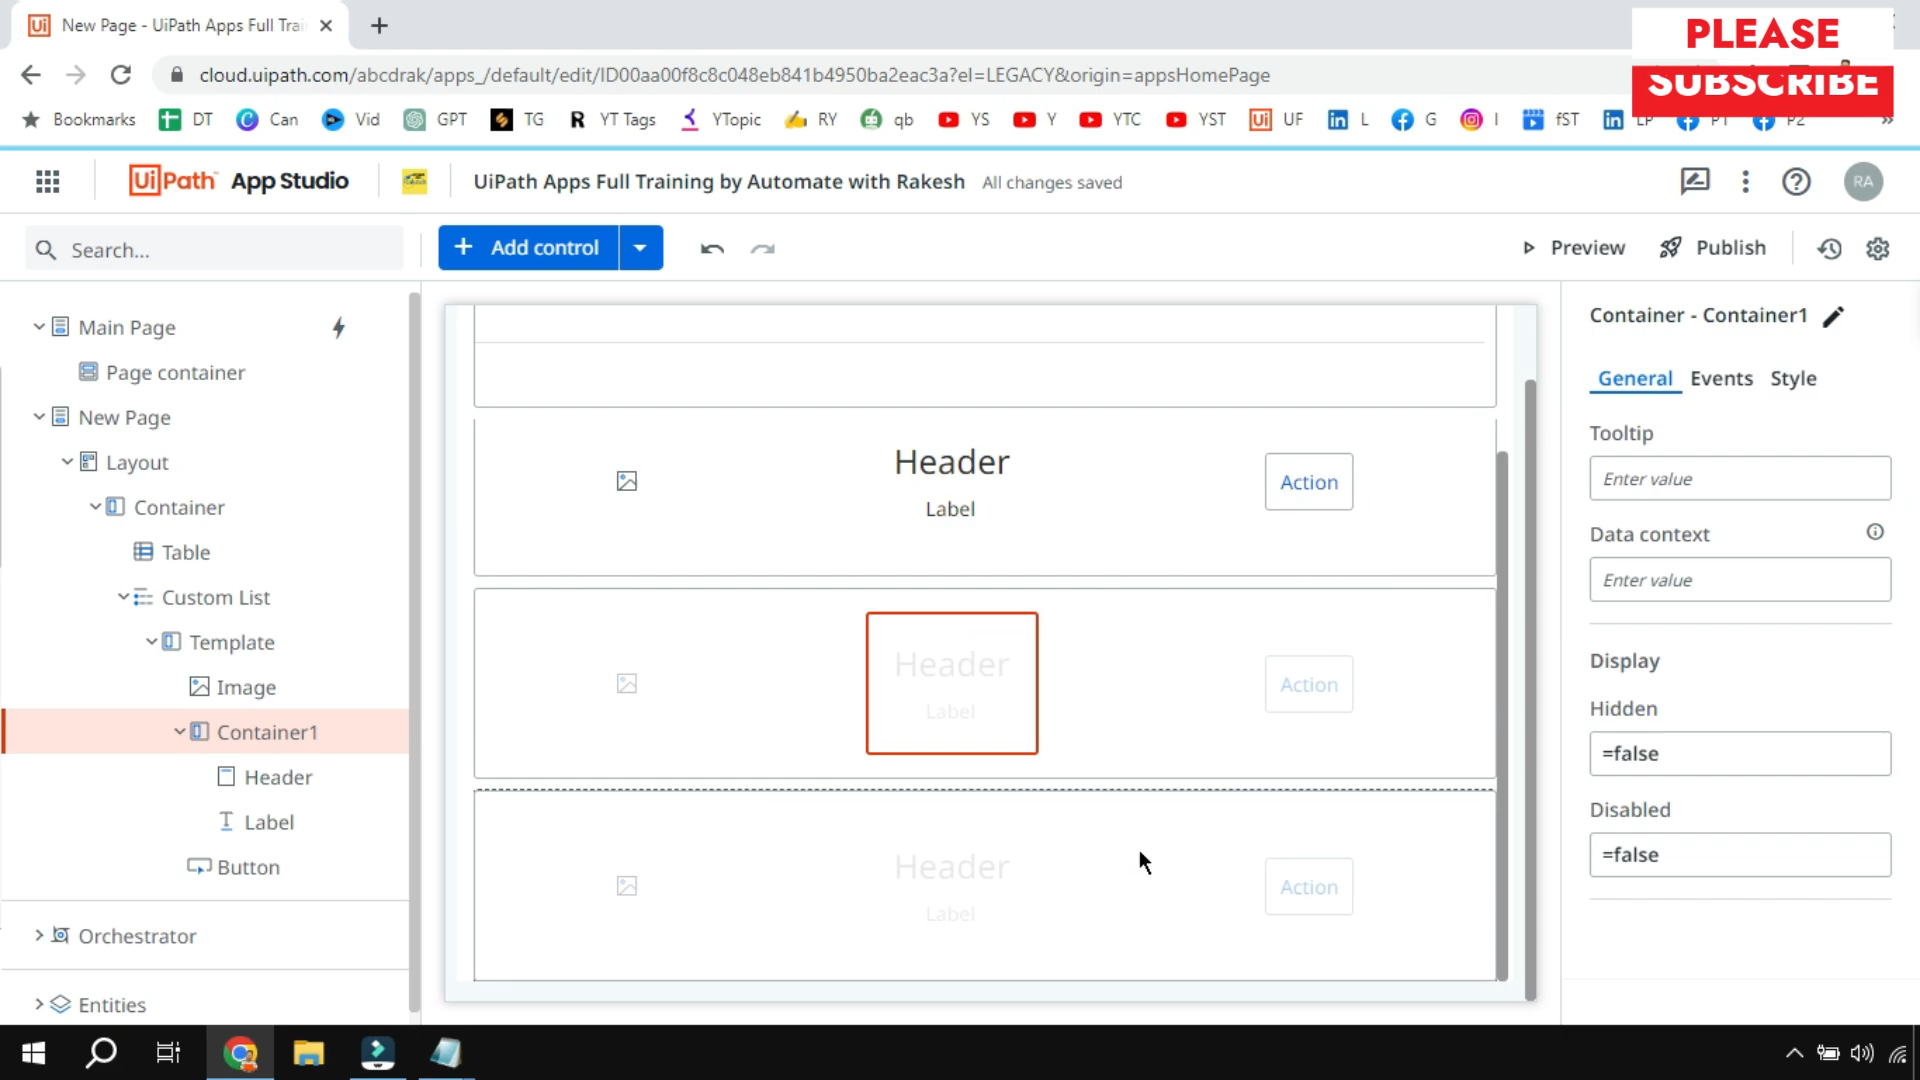 New Page - UiPath Apps Full Trai
PLEASE
SUBSCRIBE
cloud.uipath.com/abcdrak/apps_/default/edit/ID00aa00f8c8c048eb841b4950ba2eac3a?el=LEGACY&origin=appsHomePage
Bookmarks DT Can Vid GPT TG YT Tags YTopic RY qb YS Y YTC YST UF L G I fST LP P1 P2 »
UiPath App Studio UiPath Apps Full Training by Automate with Rakesh All changes saved RA
Search... Add control Preview Publish
Main Page
Page container
New Page
Layout
Container
Table
Custom List
Template
Image
Container1
Header
Label
Button
Orchestrator
Entities
Header
Label
Action
Header
Label
Action
Header
Label
Action
Container - Container1
General Events Style
Tooltip
Enter value
Data context
Enter value
Display
Hidden
=false
Disabled
=false